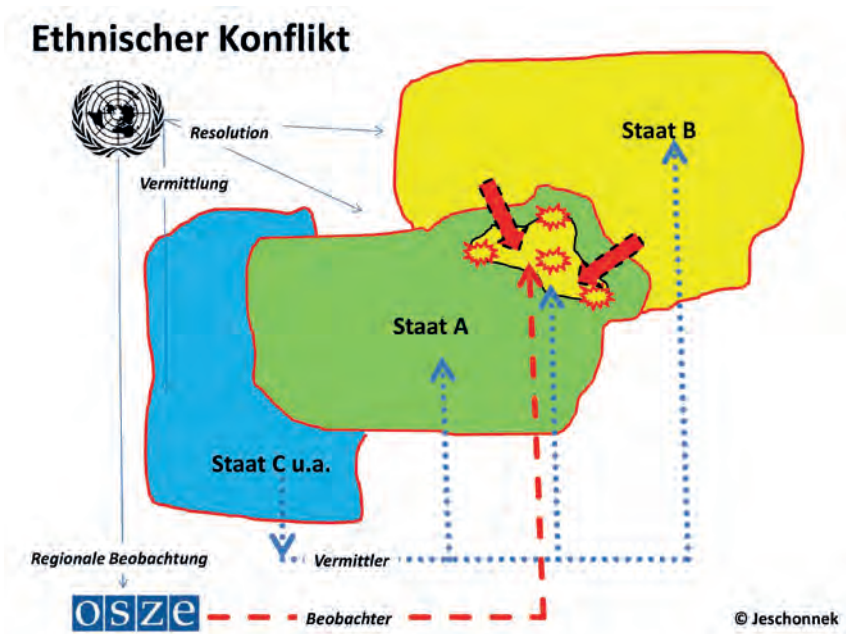 Ethnischer Konflikt
Resolution
Staat B
Vermittlung
Staat A
Staat C u.a.
Regionale Beobachtung
Vermittler
osze
Beobachter
© Jeschonnek